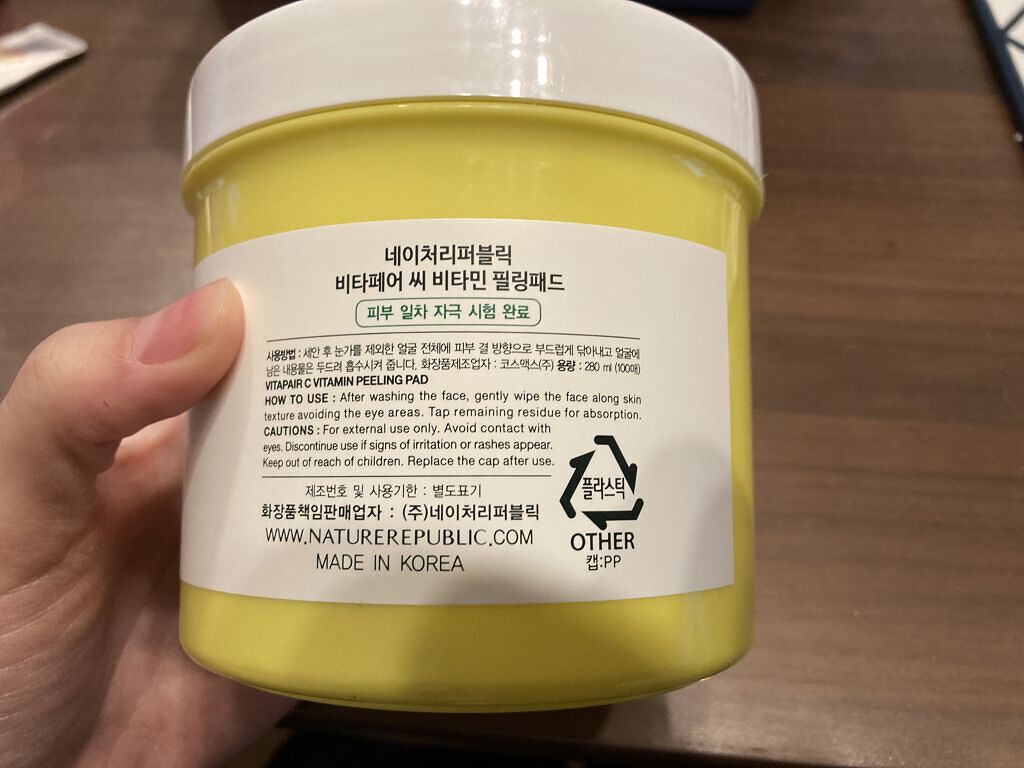 네이처리퍼블릭
비타페어 씨 비타민 필링패드
피부 일차 자극 시험 완료
사용방법 : 세안 후 눈가를 제외한 얼굴 전체에 피부 결 방향으로 부드럽게 닦아내고 얼굴에
남은 내용물은 두드려 흡수시켜 줍니다. 화장품제조업자 : 코스맥스(주) 용량 : 280 ml (100매)
VITAPAIR C VITAMIN PEELING PAD
HOW TO USE : After washing the face, gently wipe the face along skin
texture avoiding the eye areas. Tap remaining residue for absorption.
CAUTIONS : For external use only. Avoid contact with
eyes. Discontinue use if signs of irritation or rashes appear.
Keep out of reach of children. Replace the cap after use.
제조번호 및 사용기한 : 별도표기
화장품책임판매업자 : (주)네이처리퍼블릭
WWW.NATUREREPUBLIC.COM
MADE IN KOREA
플라스틱
OTHER
캡:PP